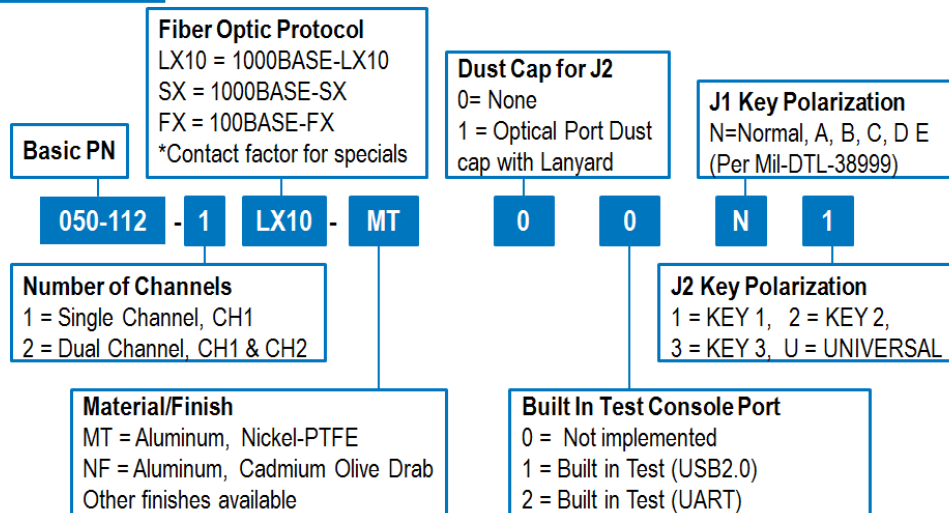 Fiber Optic Protocol
LX10 = 1000BASE-LX10
SX = 1000BASE-SX
FX = 100BASE-FX
*Contact factor for specials
Dust Cap for J2
0= None
1 = Optical Port Dust
cap with Lanyard
J1 Key Polarization
N=Normal, A, B, C, D E
(Per Mil-DTL-38999)
Basic PN
050-112 - 1 LX10 - MT 0 0 N 1
Number of Channels
1 = Single Channel, CH1
2 = Dual Channel, CH1 & CH2
J2 Key Polarization
1 = KEY 1, 2 = KEY 2,
3 = KEY 3, U = UNIVERSAL
Material/Finish
MT = Aluminum, Nickel-PTFE
NF = Aluminum, Cadmium Olive Drab
Other finishes available
Built In Test Console Port
0 = Not implemented
1 = Built in Test (USB2.0)
2 = Built in Test (UART)